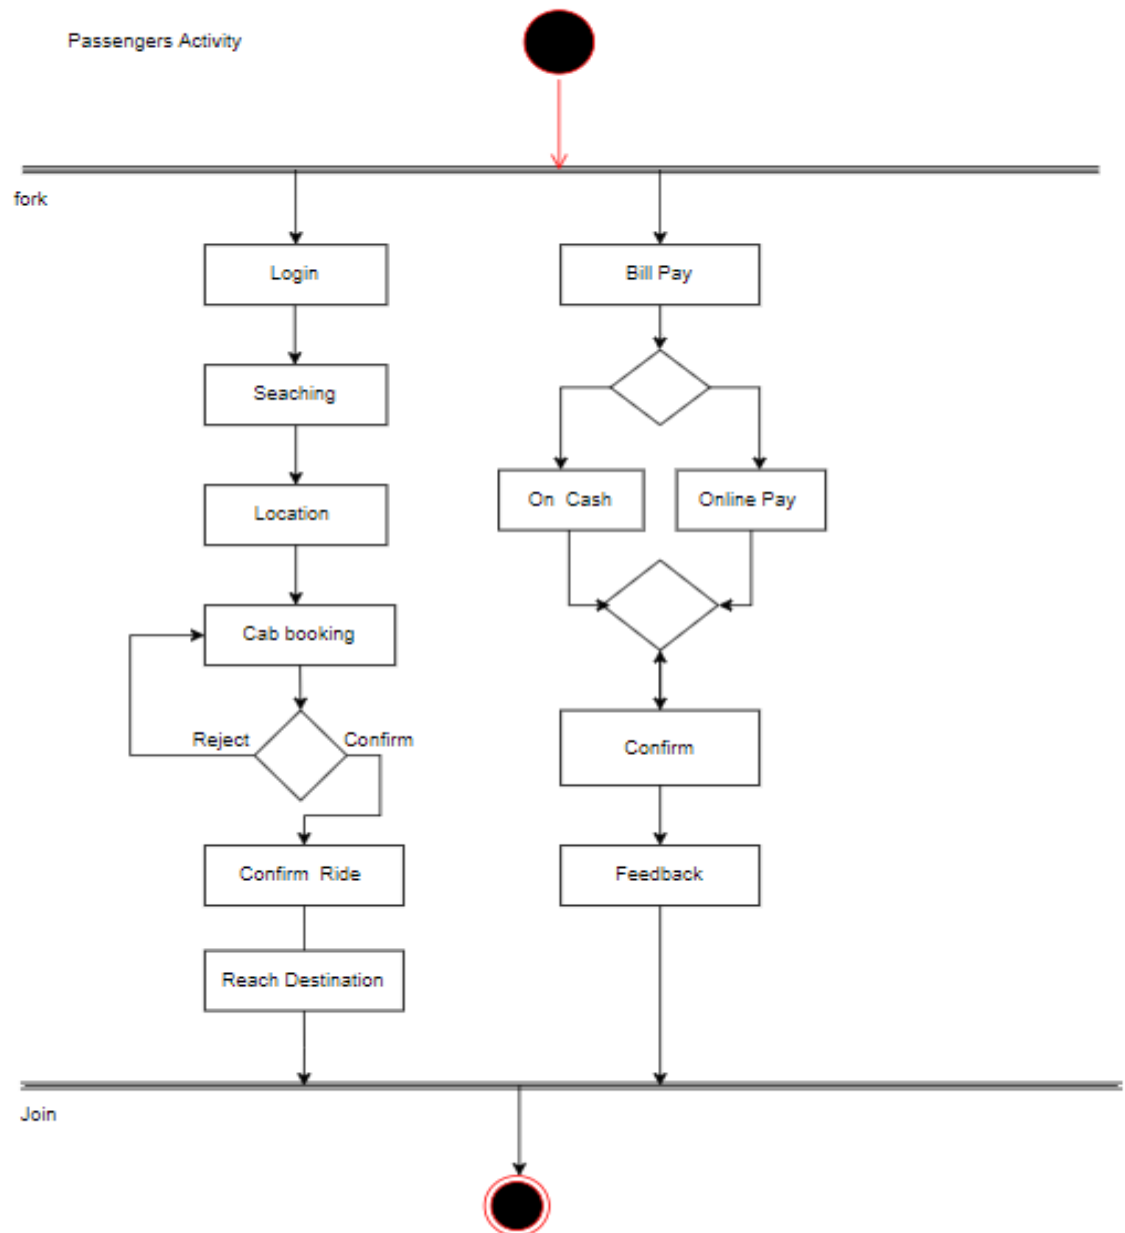 Passengers Activity
fork
Login
Bill Pay
Seaching
On Cash
Online Pay
Location
Cab booking
Reject
Confirm
Confirm
Confirm Ride
Feedback
Reach Destination
Join